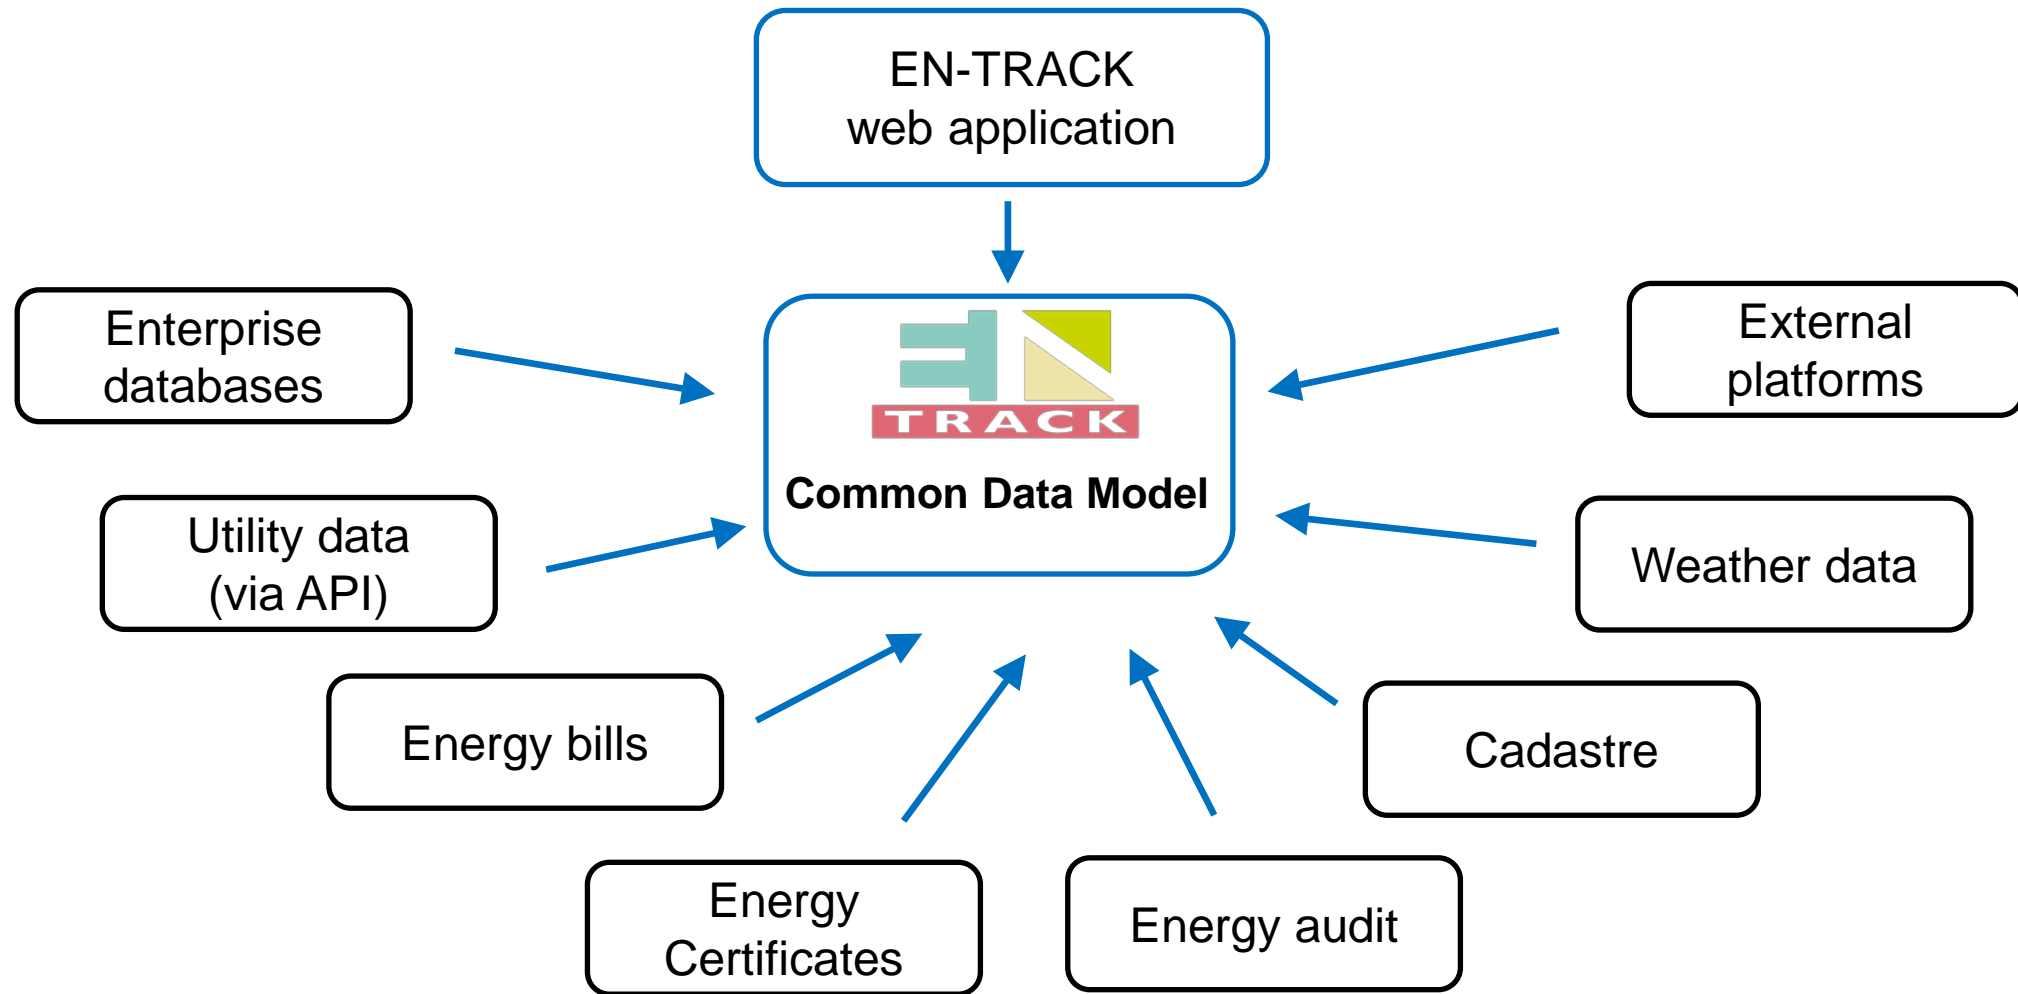 EN-TRACK
web application
Enterprise
databases
External
platforms
EN
TRACK
Common Data Model
Utility data
(via API)
Weather data
Energy bills
Cadastre
Energy
Certificates
Energy audit